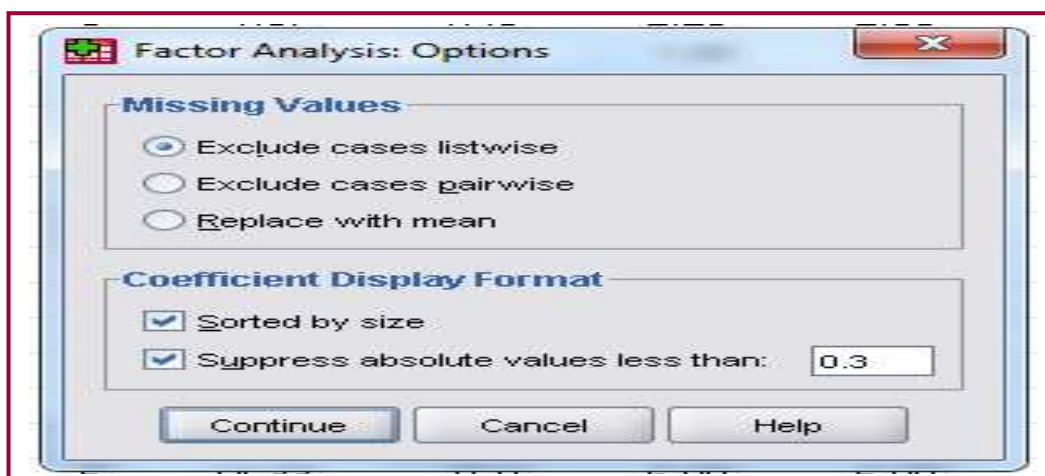 Factor Analysis: Options
Missing Values
Exclude cases listwise
Exclude cases pairwise
Replace with mean
Coefficient Display Format
Sorted by size
Suppress absolute values less than: 0.3
Continue Cancel Help